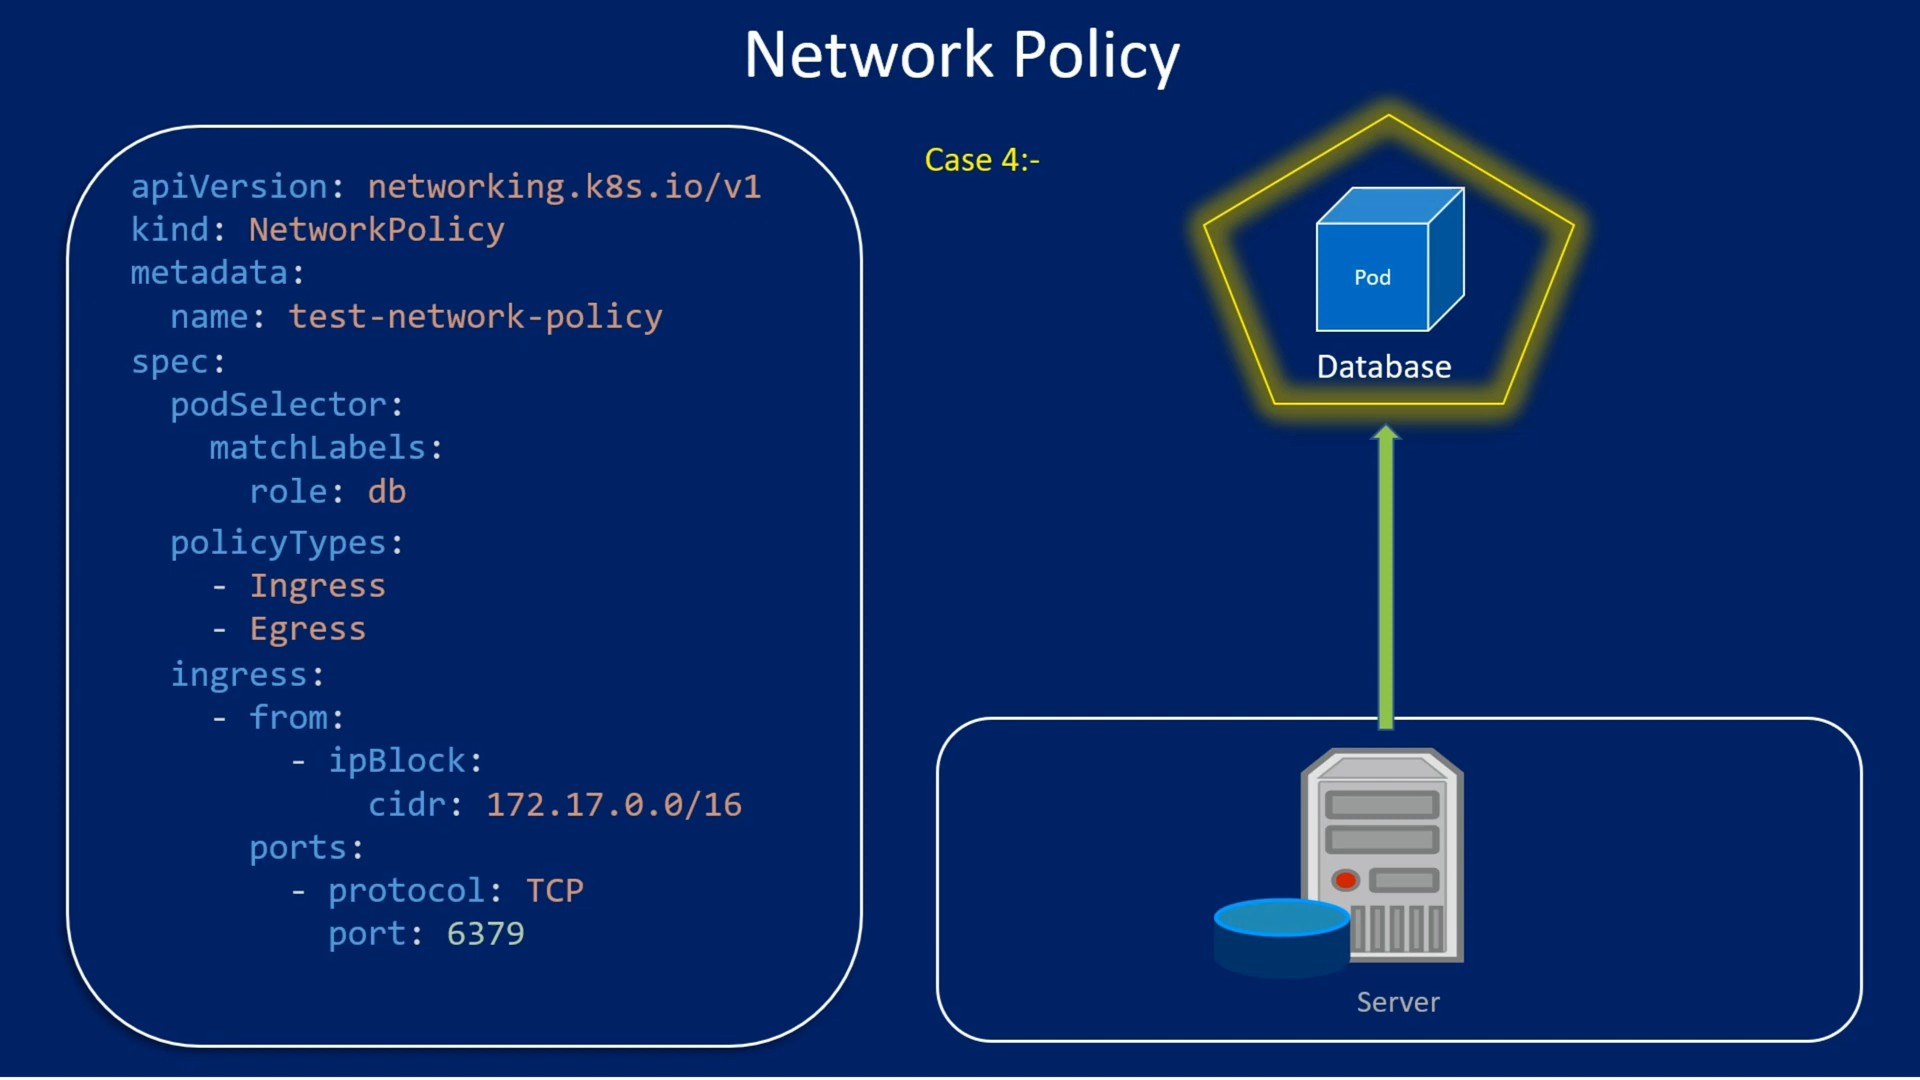 Network Policy
apiVersion: networking.k8s.io/v1
kind: NetworkPolicy
metadata:
  name: test-network-policy
spec:
  podSelector:
    matchLabels:
      role: db
  policyTypes:
    - Ingress
    - Egress
  ingress:
    - from:
        - ipBlock:
            cidr: 172.17.0.0/16
      ports:
        - protocol: TCP
          port: 6379
Case 4:-
Pod
Database
Server